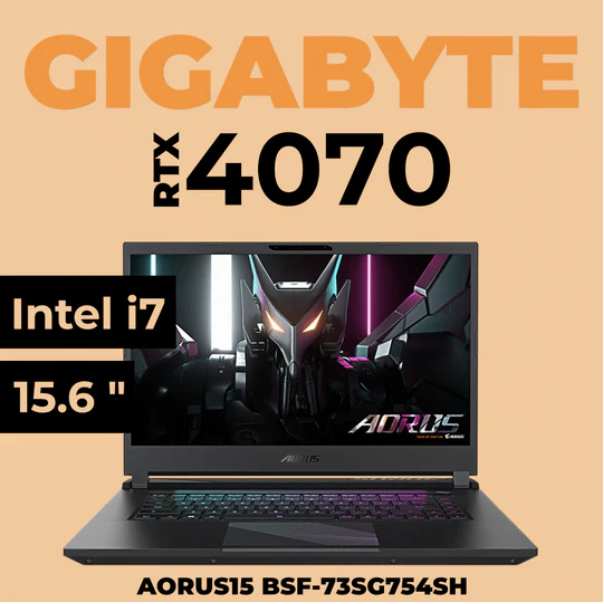 GIGABYTE
RTX 4070
Intel i7
15.6 "
AORUS
AORUS
AORUS15 BSF-73SG754SH